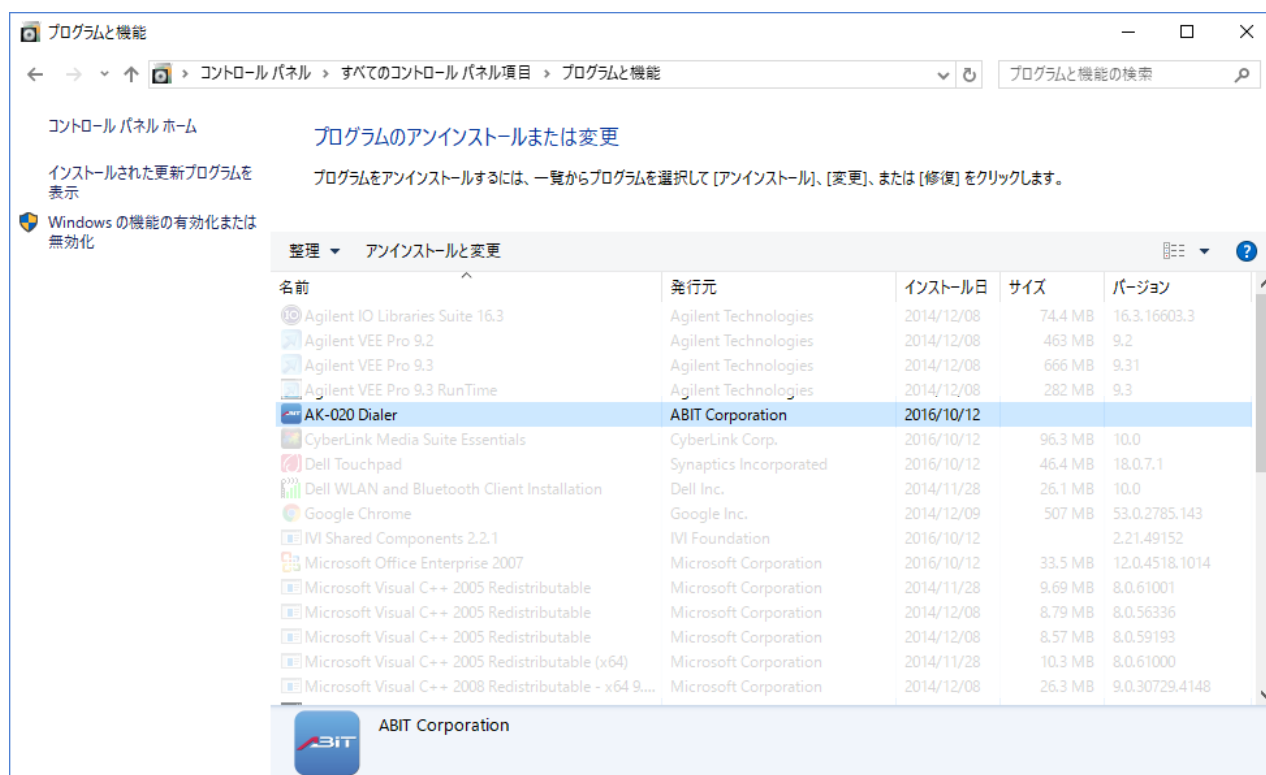 プログラムと機能
コントロール パネル › すべてのコントロール パネル項目 › プログラムと機能
プログラムと機能の検索
コントロール パネル ホーム
インストールされた更新プログラムを
表示
Windows の機能の有効化または
無効化
プログラムのアンインストールまたは変更
プログラムをアンインストールするには、一覧からプログラムを選択して [アンインストール]、[変更]、または [修復] をクリックします。
整理 アンインストールと変更
名前 発行元 インストール日 サイズ バージョン
Agilent IO Libraries Suite 16.3 Agilent Technologies 2014/12/08 74.4 MB 16.3.16603.3
Agilent VEE Pro 9.2 Agilent Technologies 2014/12/08 463 MB 9.2
Agilent VEE Pro 9.3 Agilent Technologies 2014/12/08 666 MB 9.31
Agilent VEE Pro 9.3 RunTime Agilent Technologies 2014/12/08 282 MB 9.3
AK-020 Dialer ABIT Corporation 2016/10/12
CyberLink Media Suite Essentials CyberLink Corp. 2016/10/12 96.3 MB 10.0
Dell Touchpad Synaptics Incorporated 2016/10/12 46.4 MB 18.0.7.1
Dell WLAN and Bluetooth Client Installation Dell Inc. 2014/11/28 26.1 MB 10.0
Google Chrome Google Inc. 2014/12/09 507 MB 53.0.2785.143
IVI Shared Components 2.2.1 IVI Foundation 2016/10/12 2.21.49152
Microsoft Office Enterprise 2007 Microsoft Corporation 2016/10/12 33.5 MB 12.0.4518.1014
Microsoft Visual C++ 2005 Redistributable Microsoft Corporation 2014/11/28 9.69 MB 8.0.61001
Microsoft Visual C++ 2005 Redistributable Microsoft Corporation 2014/12/08 8.79 MB 8.0.56336
Microsoft Visual C++ 2005 Redistributable Microsoft Corporation 2014/12/08 8.57 MB 8.0.59193
Microsoft Visual C++ 2005 Redistributable (x64) Microsoft Corporation 2014/11/28 10.3 MB 8.0.61000
Microsoft Visual C++ 2008 Redistributable - x64 9.... Microsoft Corporation 2014/12/08 26.3 MB 9.0.30729.4148
ABIT ABIT Corporation